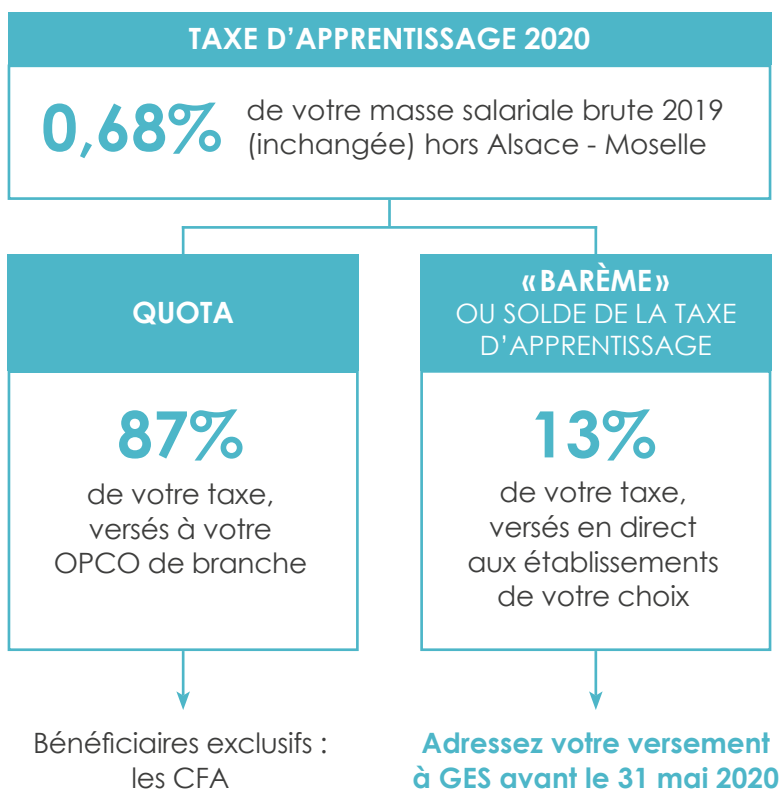 TAXE D’APPRENTISSAGE 2020
0,68%
de votre masse salariale brute 2019
(inchangée) hors Alsace - Moselle
QUOTA
87%
de votre taxe,
versés à votre
OPCO de branche
Bénéficiaires exclusifs :
les CFA
«BARÈME»
OU SOLDE DE LA TAXE
D’APPRENTISSAGE
13%
de votre taxe,
versés en direct
aux établissements
de votre choix
Adressez votre versement
à GES avant le 31 mai 2020